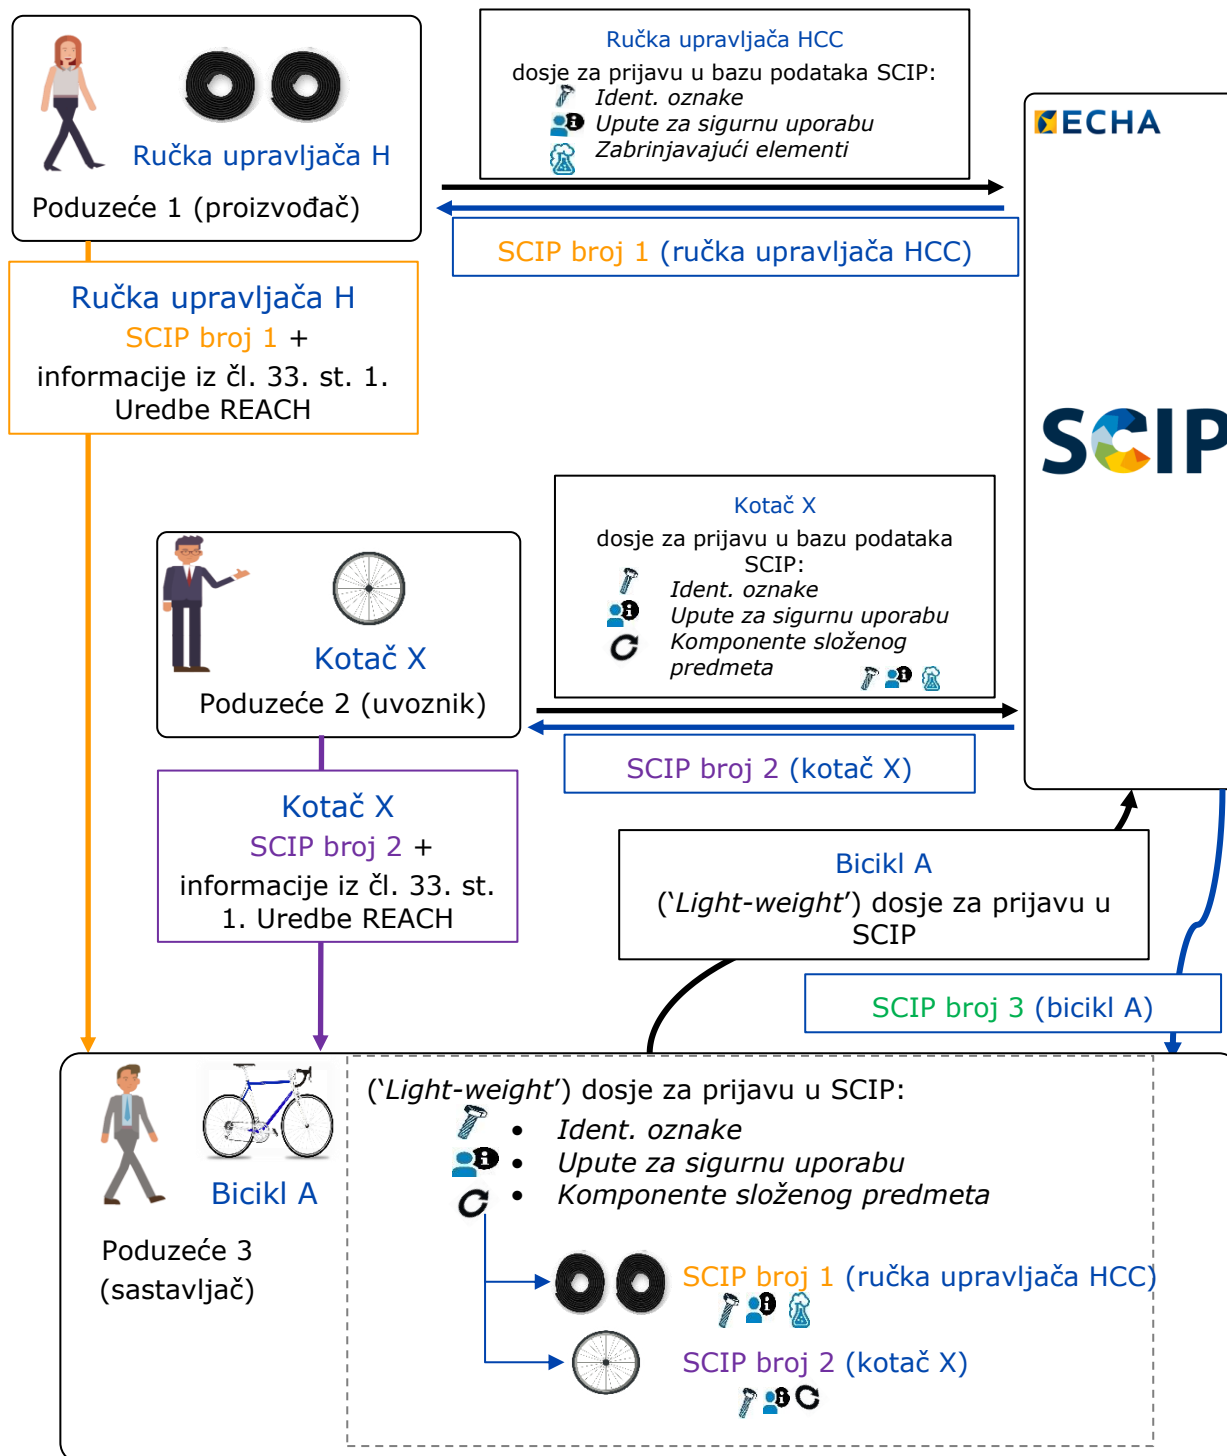 Ručka upravljača H
Poduzeće 1 (proizvođač)
Ručka upravljača HCC
dosje za prijavu u bazu podataka SCIP:
Ident. oznake
Upute za sigurnu uporabu
Zabrinjavajući elementi
ECHA
SCIP broj 1 (ručka upravljača HCC)
Ručka upravljača H
SCIP broj 1 +
informacije iz čl. 33. st. 1.
Uredbe REACH
SCIP
Kotač X
dosje za prijavu u bazu podataka
SCIP:
Ident. oznake
Upute za sigurnu uporabu
Komponente složenog
predmeta
Kotač X
Poduzeće 2 (uvoznik)
SCIP broj 2 (kotač X)
Kotač X
SCIP broj 2 +
informacije iz čl. 33. st.
1. Uredbe REACH
Bicikl A
(‘Light-weight’) dosje za prijavu u
SCIP
SCIP broj 3 (bicikl A)
Bicikl A
Poduzeće 3
(sastavljač)
(‘Light-weight’) dosje za prijavu u SCIP:
• Ident. oznake
• Upute za sigurnu uporabu
• Komponente složenog predmeta
SCIP broj 1 (ručka upravljača HCC)
SCIP broj 2 (kotač X)